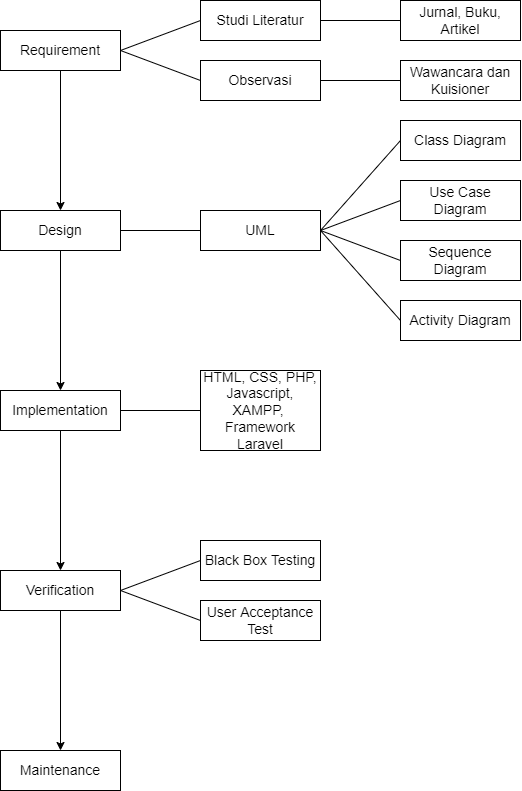 Studi Literatur
Jurnal, Buku,
Artikel
Requirement
Observasi
Wawancara dan
Kuisioner
Class Diagram
Use Case
Diagram
Design
UML
Sequence
Diagram
Activity Diagram
HTML, CSS, PHP,
Javascript,
XAMPP,
Framework
Laravel
Implementation
Black Box Testing
Verification
User Acceptance
Test
Maintenance